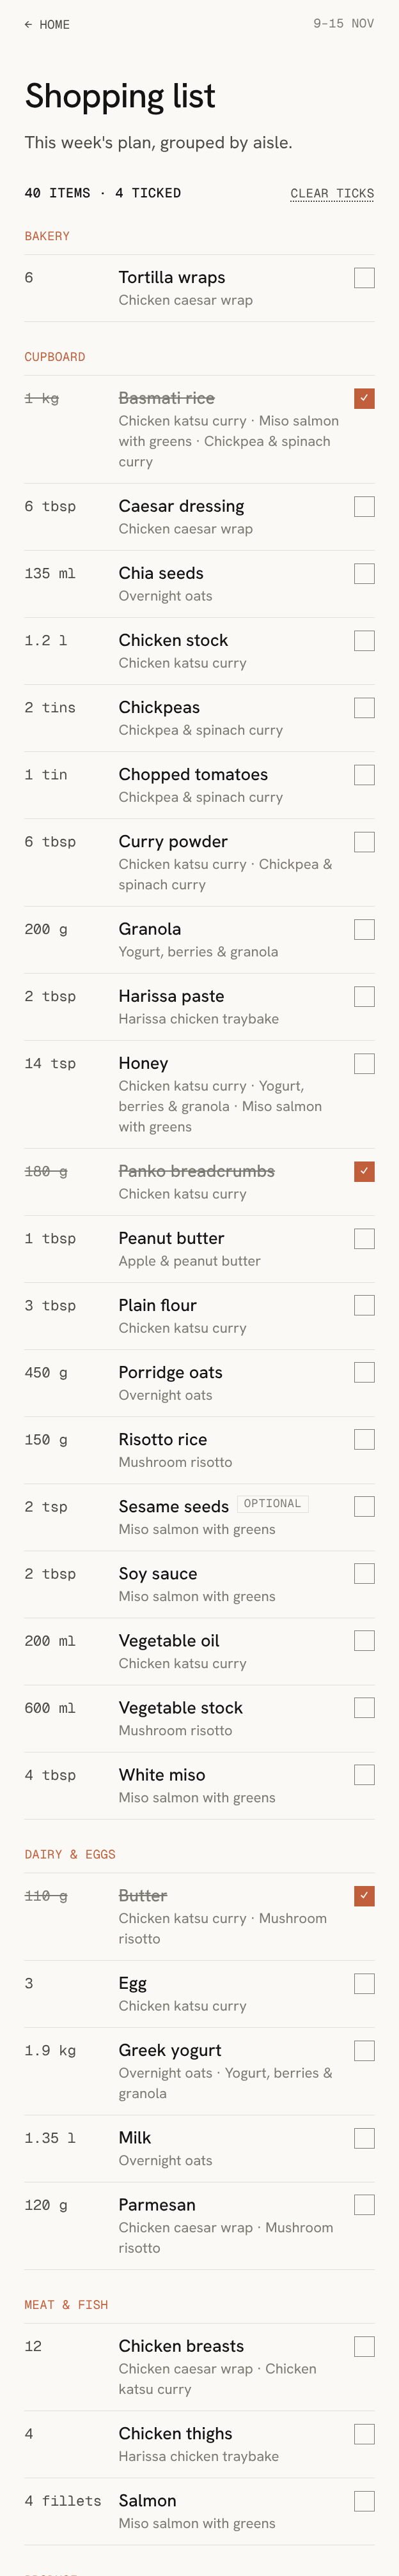 ← HOME
9–15 NOV
Shopping list
This week's plan, grouped by aisle.
40 ITEMS · 4 TICKED
CLEAR TICKS
BAKERY
6 Tortilla wraps
Chicken caesar wrap
CUPBOARD
1 kg Basmati rice
Chicken katsu curry · Miso salmon
with greens · Chickpea & spinach
curry
6 tbsp Caesar dressing
Chicken caesar wrap
135 ml Chia seeds
Overnight oats
1.2 l Chicken stock
Chicken katsu curry
2 tins Chickpeas
Chickpea & spinach curry
1 tin Chopped tomatoes
Chickpea & spinach curry
6 tbsp Curry powder
Chicken katsu curry · Chickpea &
spinach curry
200 g Granola
Yogurt, berries & granola
2 tbsp Harissa paste
Harissa chicken traybake
14 tsp Honey
Chicken katsu curry · Yogurt,
berries & granola · Miso salmon
with greens
180 g Panko breadcrumbs
Chicken katsu curry
1 tbsp Peanut butter
Apple & peanut butter
3 tbsp Plain flour
Chicken katsu curry
450 g Porridge oats
Overnight oats
150 g Risotto rice
Mushroom risotto
2 tsp Sesame seeds OPTIONAL
Miso salmon with greens
2 tbsp Soy sauce
Miso salmon with greens
200 ml Vegetable oil
Chicken katsu curry
600 ml Vegetable stock
Mushroom risotto
4 tbsp White miso
Miso salmon with greens
DAIRY & EGGS
110 g Butter
Chicken katsu curry · Mushroom
risotto
3 Egg
Chicken katsu curry
1.9 kg Greek yogurt
Overnight oats · Yogurt, berries &
granola
1.35 l Milk
Overnight oats
120 g Parmesan
Chicken caesar wrap · Mushroom
risotto
MEAT & FISH
12 Chicken breasts
Chicken caesar wrap · Chicken
katsu curry
4 Chicken thighs
Harissa chicken traybake
4 fillets Salmon
Miso salmon with greens